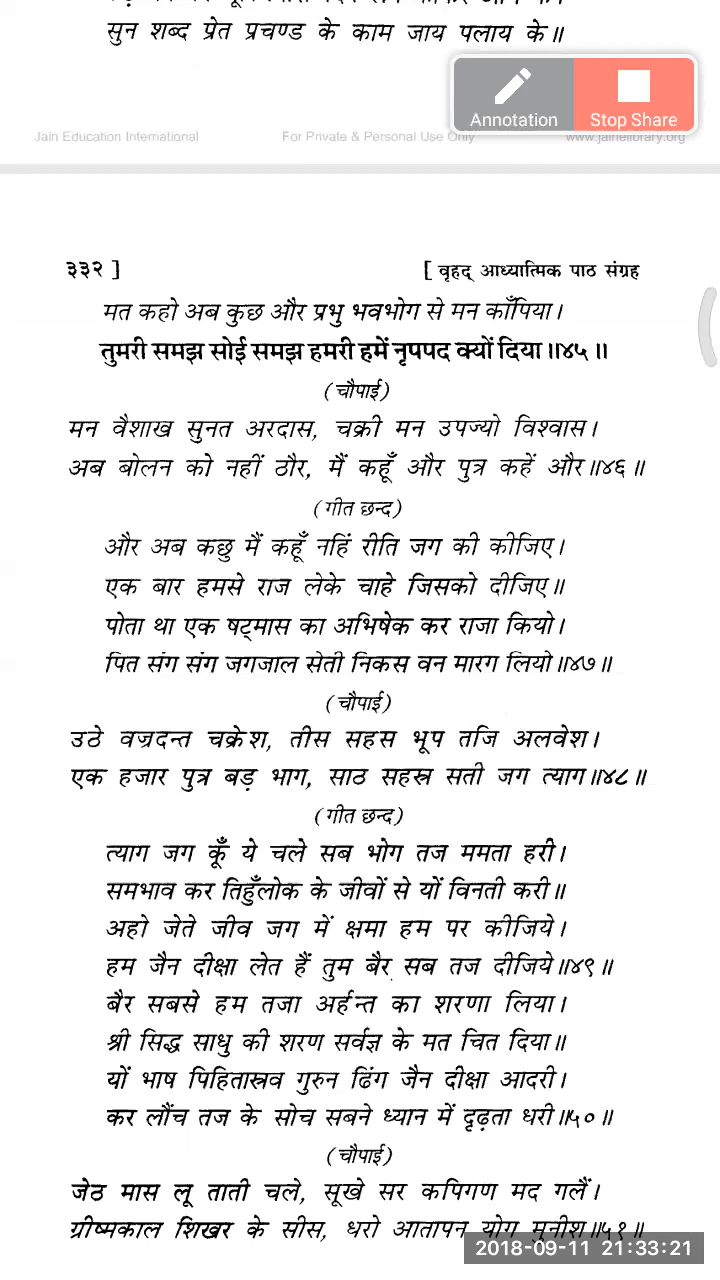 सुन शब्द प्रेत प्रचण्ड के काम जाय पलाय के॥
Annotation
Stop Share
Jain Education International
For Private & Personal Use Only
www.jainelibrary.org
३३२ ]
[ वृहद् आध्यात्मिक पाठ संग्रह
मत कहो अब कुछ और प्रभु भवभोग से मन काँपिया।
तुमरी समझ सोई समझ हमरी हमें नृपपद क्यों दिया॥४५॥
(चौपाई)
मन वैशाख सुनत अरदास, चक्री मन उपज्यो विश्वास।
अब बोलन को नहीं ठौर, मैं कहूँ और पुत्र कहें और॥४६॥
(गीत छन्द)
और अब कछु मैं कहूँ नहिं रीति जग की कीजिए।
एक बार हमसे राज लेके चाहे जिसको दीजिए॥
पोता था एक षट्मास का अभिषेक कर राजा कियो।
पित संग संग जगजाल सेती निकस वन मारग लियो॥४७॥
(चौपाई)
उठे वज्रदन्त चक्रेश, तीस सहस भूप तजि अलवेश।
एक हजार पुत्र बड़ भाग, साठ सहस्त्र सती जग त्याग॥४८॥
(गीत छन्द)
त्याग जग कूँ ये चले सब भोग तज ममता हरी।
समभाव कर तिहुँलोक के जीवों से यों विनती करी॥
अहो जेते जीव जग में क्षमा हम पर कीजिये।
हम जैन दीक्षा लेत हैं तुम बैर सब तज दीजिये॥४९॥
बैर सबसे हम तजा अर्हन्त का शरणा लिया।
श्री सिद्ध साधु की शरण सर्वज्ञ के मत चित दिया॥
यों भाष पिहितास्त्रव गुरुन ढिंग जैन दीक्षा आदरी।
कर लौंच तज के सोच सबने ध्यान में दृढ़ता धरी॥५०॥
(चौपाई)
जेठ मास लू ताती चले, सूखे सर कपिगण मद गलैं।
ग्रीष्मकाल शिखर के सीस, धरो आतापन योग मुनीश॥५१॥
2018-09-11 21:33:21